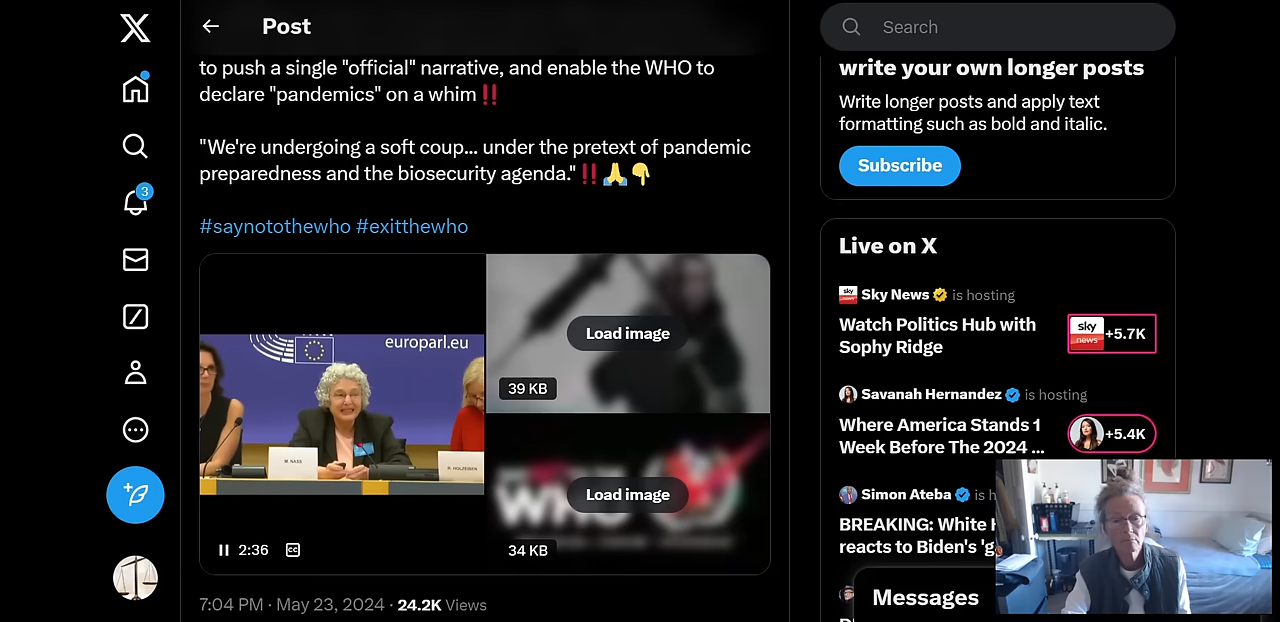 Post
to push a single "official" narrative, and enable the WHO to
declare "pandemics" on a whim‼️
"We're undergoing a soft coup... under the pretext of pandemic
preparedness and the biosecurity agenda."‼️🙏👇
#saynotothewho #exitthewho
europarl.eu
M. NASS
R. HOLZEISEN
2:36
CC
Load image
39 KB
WHO
Load image
34 KB
7:04 PM · May 23, 2024 · 24.2K Views
3
Search
write your own longer posts
Write longer posts and apply text
formatting such as bold and italic.
Subscribe
Live on X
Sky News is hosting
Watch Politics Hub with
Sophy Ridge
sky
news
+5.7K
Savanah Hernandez is hosting
Where America Stands 1
Week Before The 2024 ...
+5.4K
Simon Ateba is h
BREAKING: White H
reacts to Biden's 'g
Messages